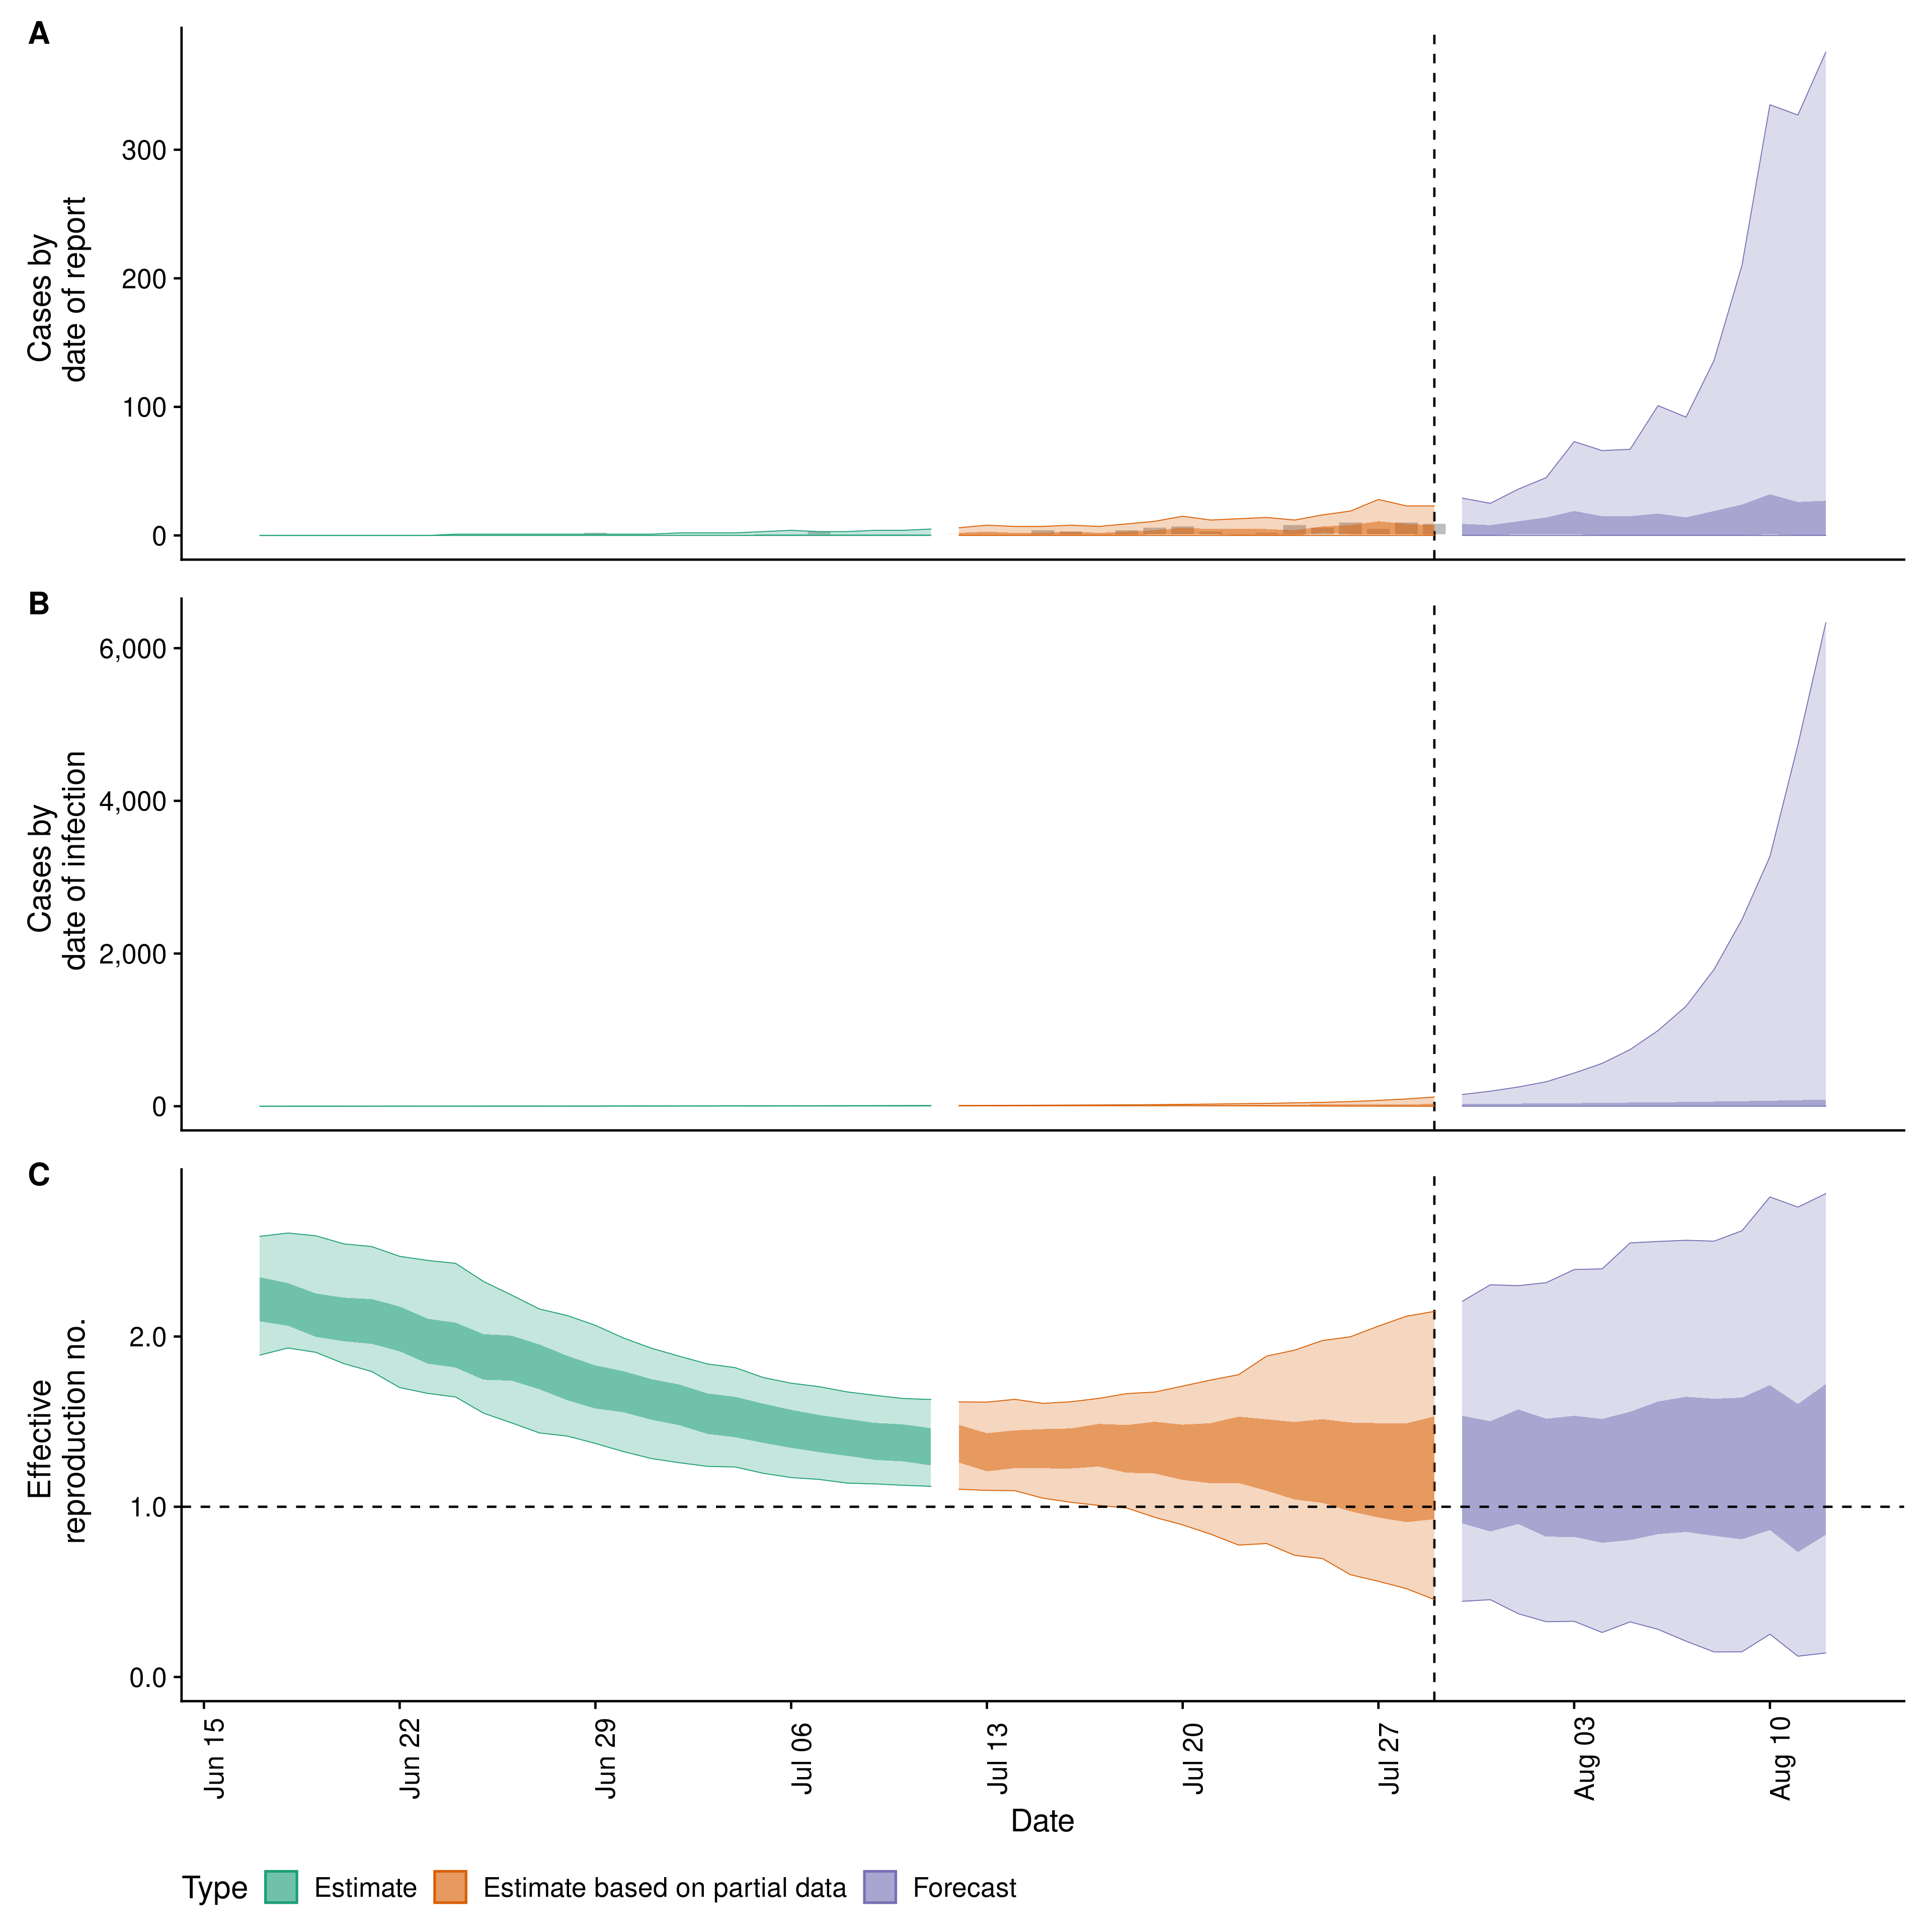 A
Cases by
date of report
300
200
100
0
B
Cases by
date of infection
6,000
4,000
2,000
0
C
Effective
reproduction no.
2.0
1.0
0.0
Jun 15
Jun 22
Jun 29
Jul 06
Jul 13
Jul 20
Jul 27
Aug 03
Aug 10
Date
Type Estimate Estimate based on partial data Forecast